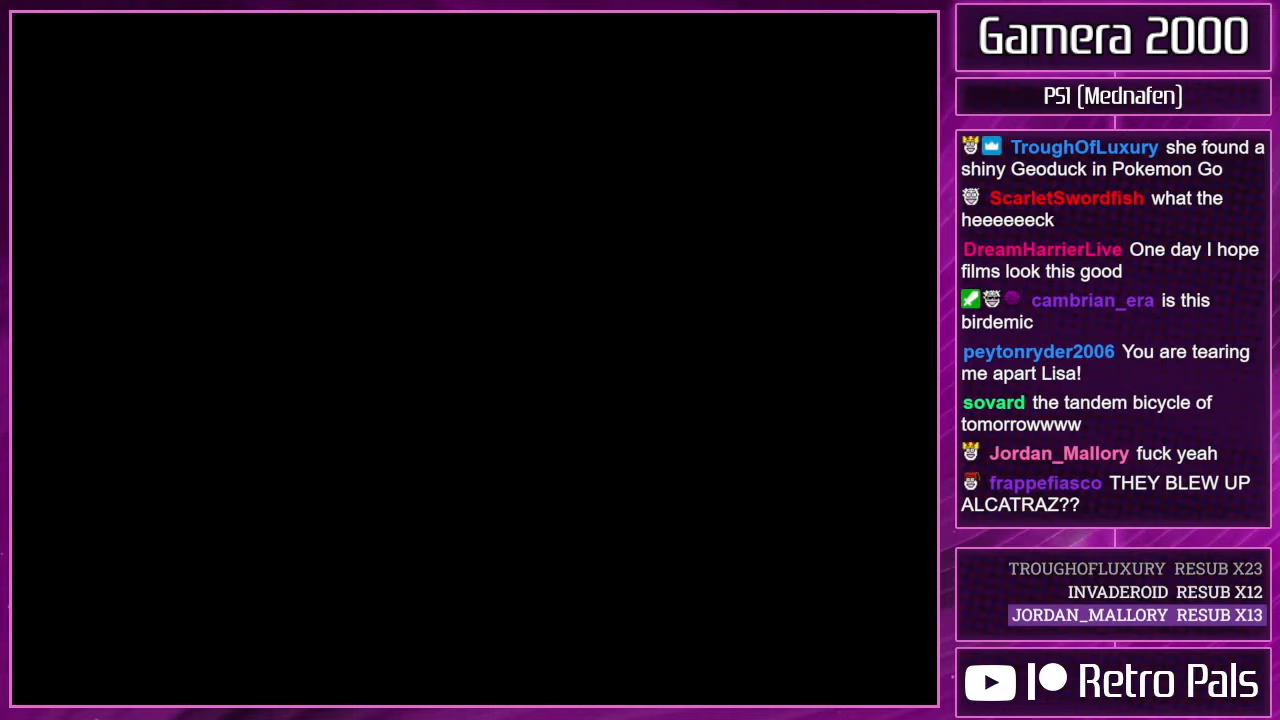 Gamera 2000
PS1 (Mednafen)
TroughOfLuxury she found a
shiny Geoduck in Pokemon Go
ScarletSwordfish what the
heeeeeeck
DreamHarrierLive One day I hope
films look this good
cambrian_era is this
birdemic
peytonryder2006 You are tearing
me apart Lisa!
sovard the tandem bicycle of
tomorrowwww
Jordan_Mallory fuck yeah
frappefiasco THEY BLEW UP
ALCATRAZ??
TROUGHOFLUXURY RESUB X23
INVADEROID RESUB X12
JORDAN_MALLORY RESUB X13
Retro Pals